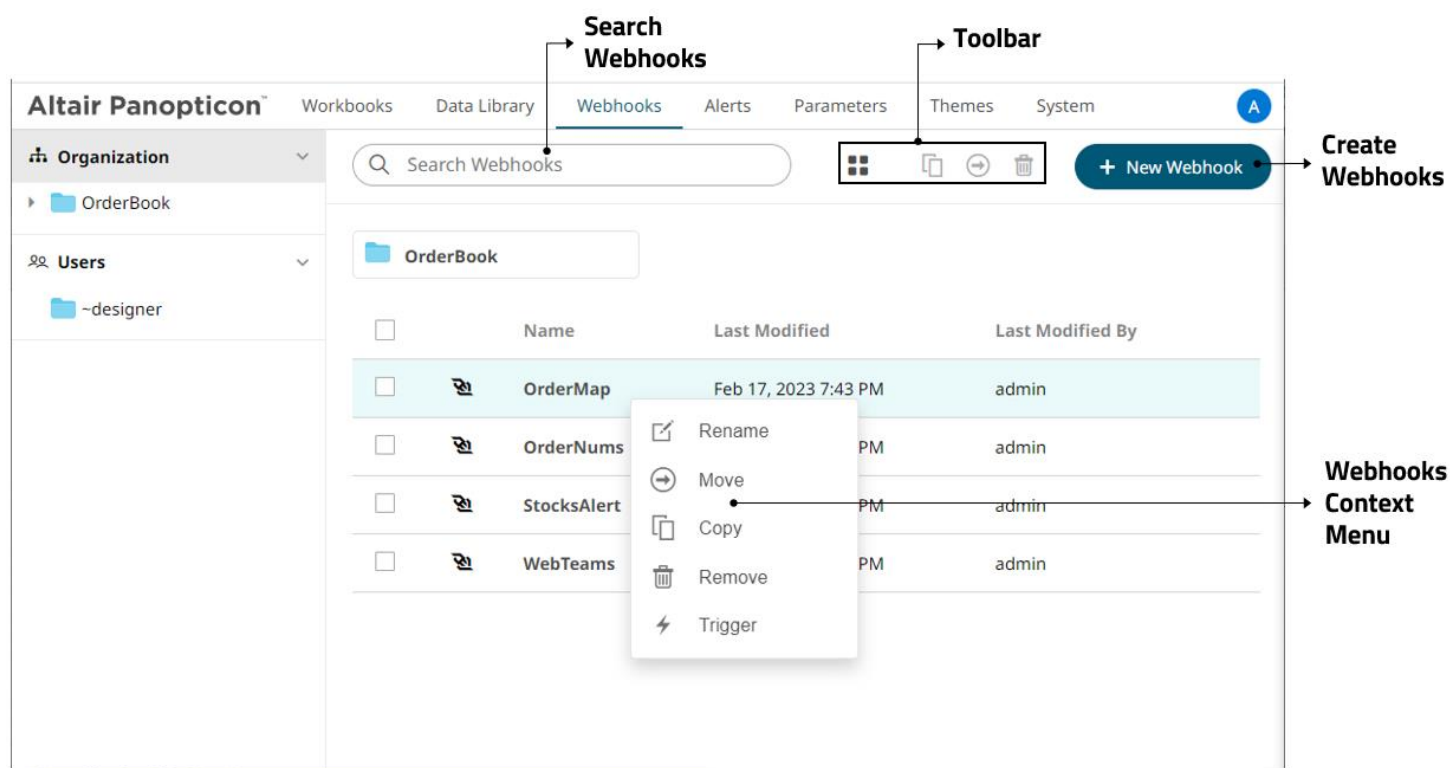 Search
Webhooks
Toolbar
Altair Panopticon™ Workbooks Data Library Webhooks Alerts Parameters Themes System A
Organization
Search Webhooks
+ New Webhook
Create
Webhooks
OrderBook
Users
OrderBook
~designer
Name Last Modified Last Modified By
OrderMap Feb 17, 2023 7:43 PM admin
Rename
OrderNums PM admin
Move
Webhooks
Context
Menu
StocksAlert PM admin
Copy
WebTeams PM admin
Remove
Trigger